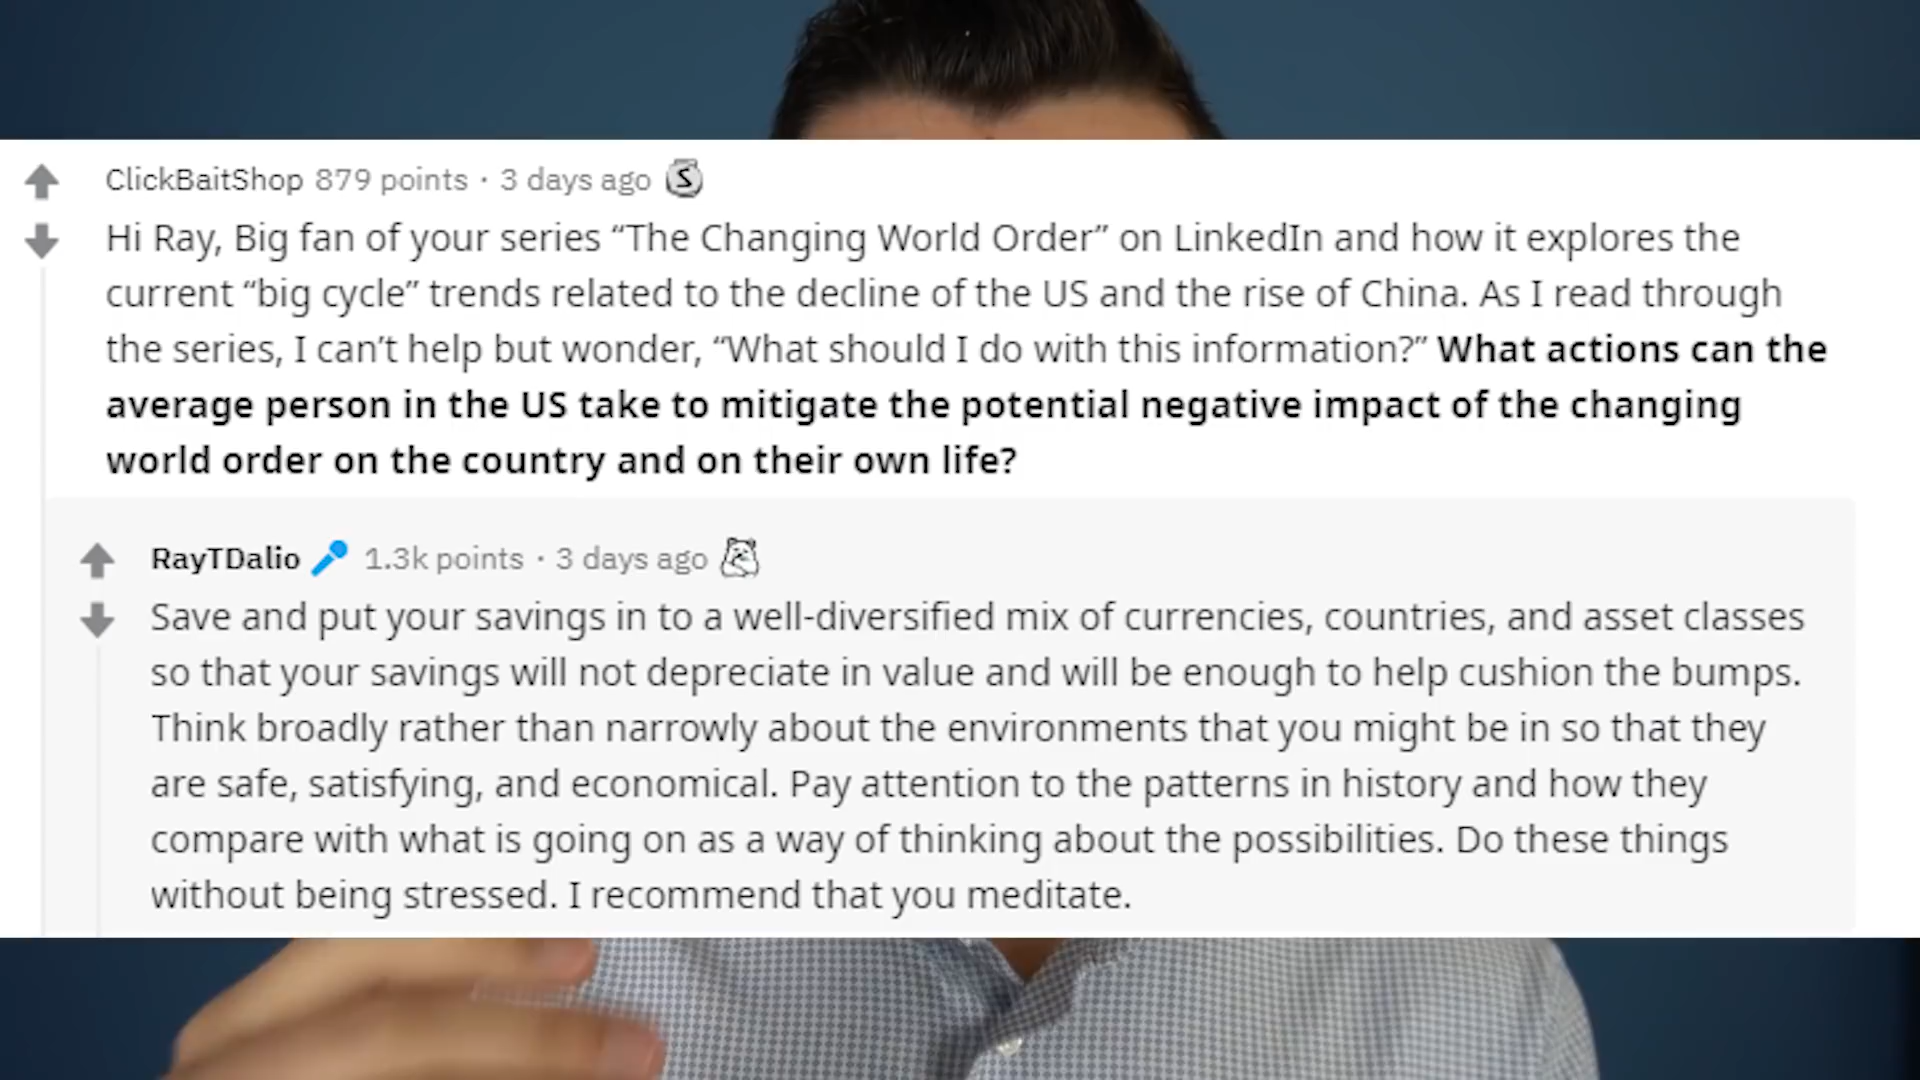 ClickBaitShop 879 points · 3 days ago
Hi Ray, Big fan of your series “The Changing World Order” on LinkedIn and how it explores the
current “big cycle” trends related to the decline of the US and the rise of China. As I read through
the series, I can’t help but wonder, “What should I do with this information?” What actions can the
average person in the US take to mitigate the potential negative impact of the changing
world order on the country and on their own life?
RayTDalio 1.3k points · 3 days ago
Save and put your savings in to a well-diversified mix of currencies, countries, and asset classes
so that your savings will not depreciate in value and will be enough to help cushion the bumps.
Think broadly rather than narrowly about the environments that you might be in so that they
are safe, satisfying, and economical. Pay attention to the patterns in history and how they
compare with what is going on as a way of thinking about the possibilities. Do these things
without being stressed. I recommend that you meditate.